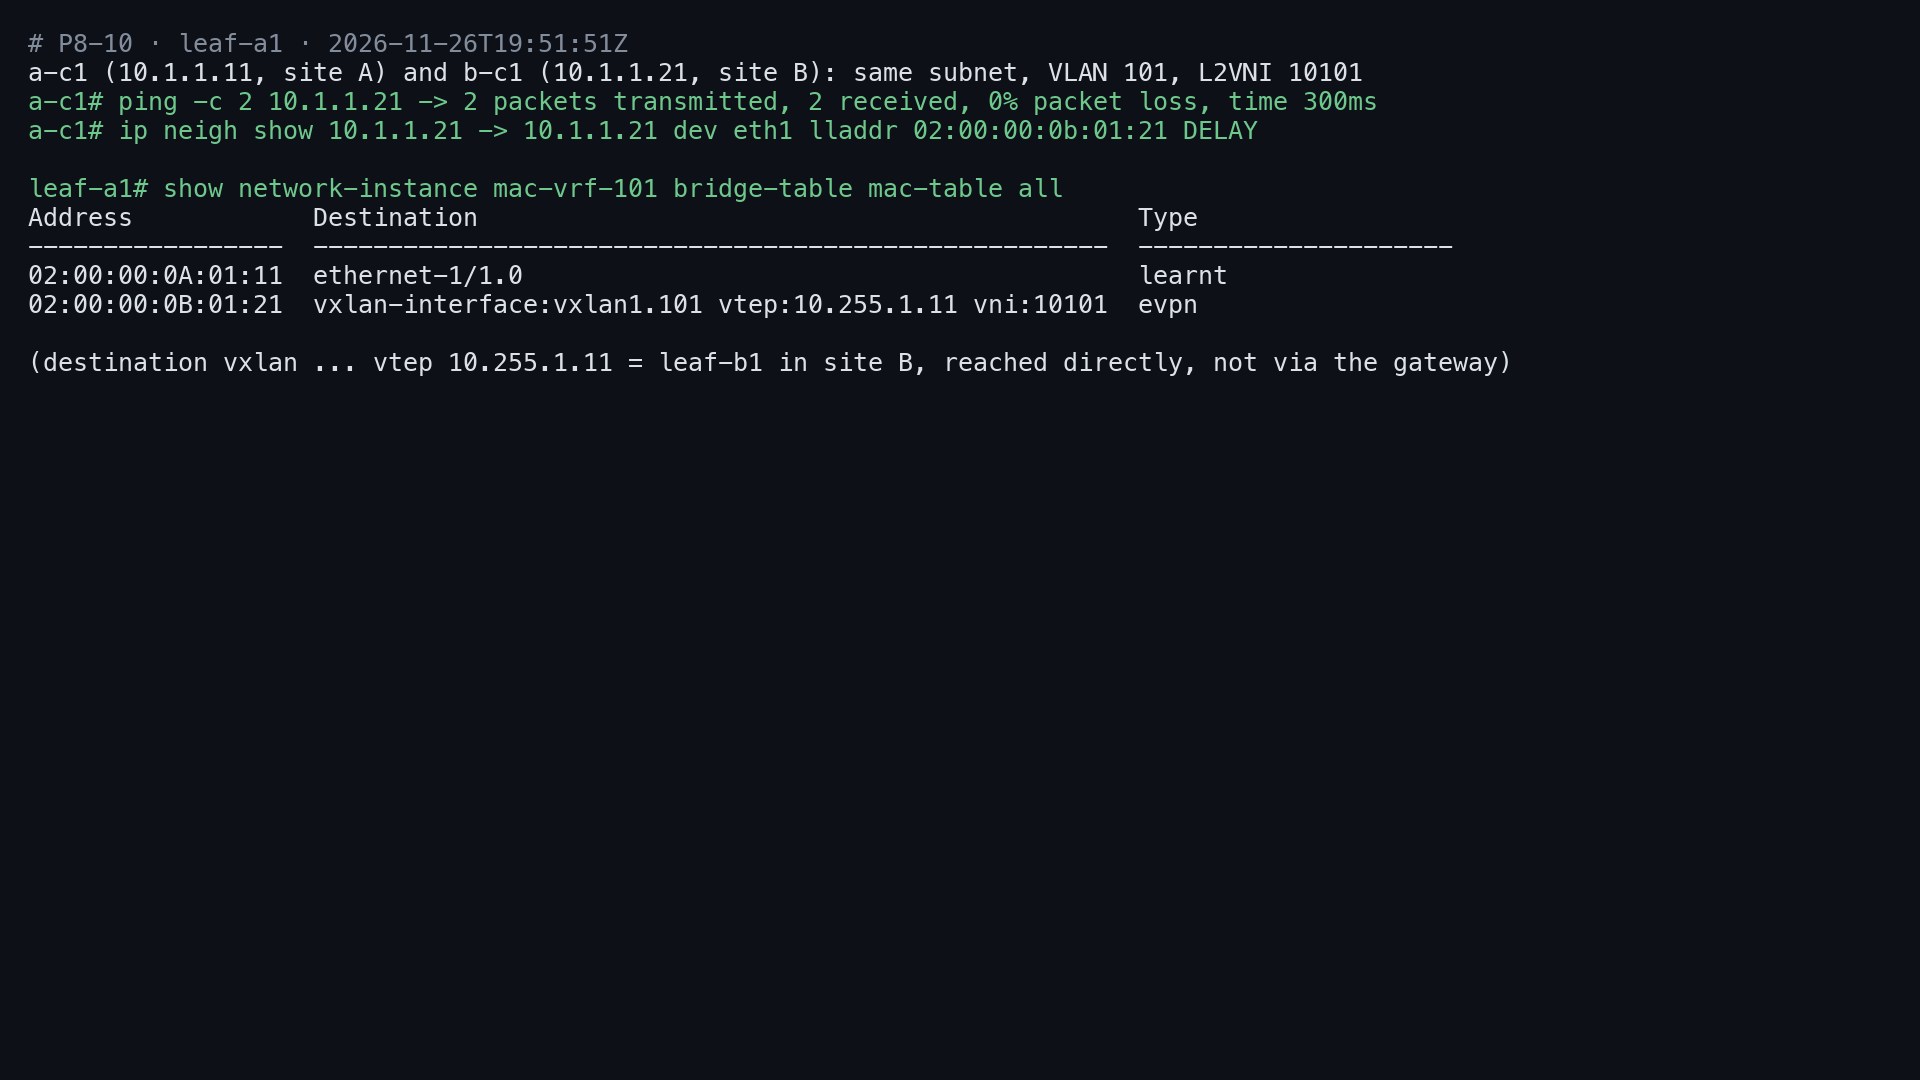 # P8-10 · leaf-a1 · 2026-11-26T19:51:51Z
a-c1 (10.1.1.11, site A) and b-c1 (10.1.1.21, site B): same subnet, VLAN 101, L2VNI 10101
a-c1# ping -c 2 10.1.1.21 -> 2 packets transmitted, 2 received, 0% packet loss, time 300ms
a-c1# ip neigh show 10.1.1.21 -> 10.1.1.21 dev eth1 lladdr 02:00:00:0b:01:21 DELAY
leaf-a1# show network-instance mac-vrf-101 bridge-table mac-table all
Address            Destination                                            Type
-----------------  -----------------------------------------------------  ---------------------
02:00:00:0A:01:11  ethernet-1/1.0                                         learnt
02:00:00:0B:01:21  vxlan-interface:vxlan1.101 vtep:10.255.1.11 vni:10101  evpn
(destination vxlan ... vtep 10.255.1.11 = leaf-b1 in site B, reached directly, not via the gateway)